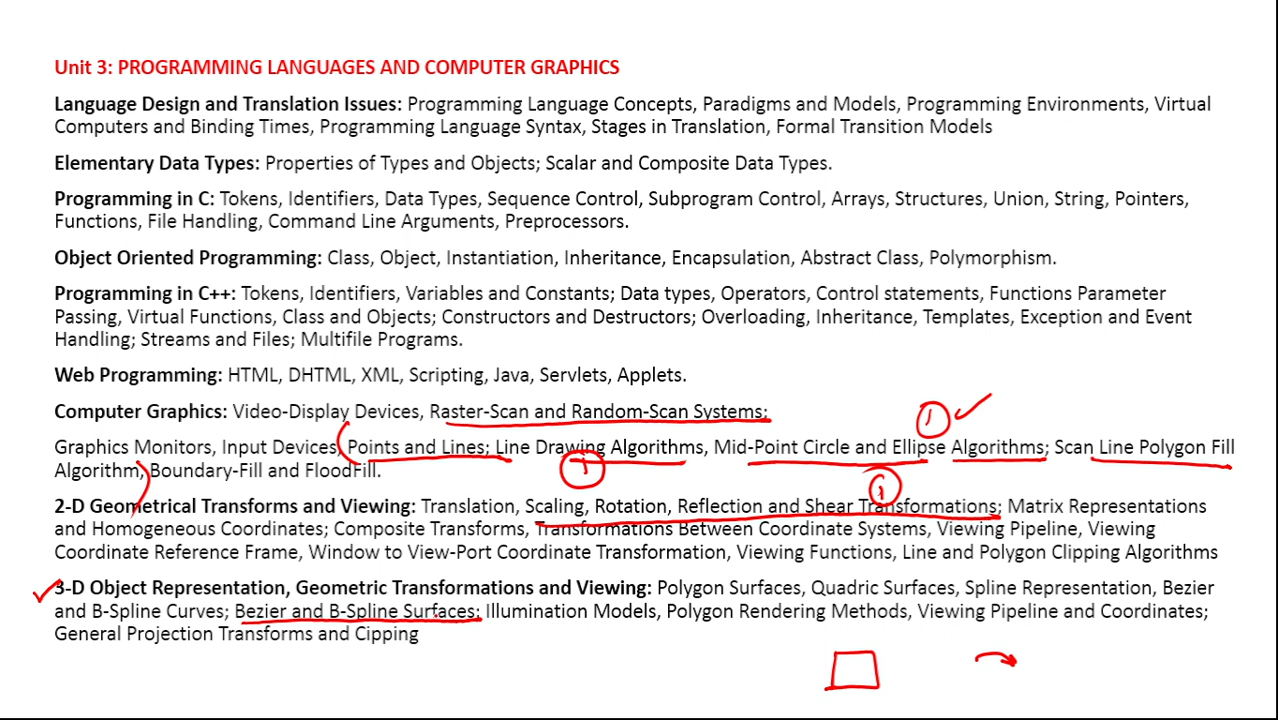 Unit 3: PROGRAMMING LANGUAGES AND COMPUTER GRAPHICS
Language Design and Translation Issues: Programming Language Concepts, Paradigms and Models, Programming Environments, Virtual
Computers and Binding Times, Programming Language Syntax, Stages in Translation, Formal Transition Models
Elementary Data Types: Properties of Types and Objects; Scalar and Composite Data Types.
Programming in C: Tokens, Identifiers, Data Types, Sequence Control, Subprogram Control, Arrays, Structures, Union, String, Pointers,
Functions, File Handling, Command Line Arguments, Preprocessors.
Object Oriented Programming: Class, Object, Instantiation, Inheritance, Encapsulation, Abstract Class, Polymorphism.
Programming in C++: Tokens, Identifiers, Variables and Constants; Data types, Operators, Control statements, Functions Parameter
Passing, Virtual Functions, Class and Objects; Constructors and Destructors; Overloading, Inheritance, Templates, Exception and Event
Handling; Streams and Files; Multifile Programs.
Web Programming: HTML, DHTML, XML, Scripting, Java, Servlets, Applets.
Computer Graphics: Video-Display Devices, Raster-Scan and Random-Scan Systems;
1
Graphics Monitors, Input Devices, Points and Lines; Line Drawing Algorithms, Mid-Point Circle and Ellipse Algorithms; Scan Line Polygon Fill
Algorithm, Boundary-Fill and FloodFill.
1
1
2-D Geometrical Transforms and Viewing: Translation, Scaling, Rotation, Reflection and Shear Transformations; Matrix Representations
and Homogeneous Coordinates; Composite Transforms, Transformations Between Coordinate Systems, Viewing Pipeline, Viewing
Coordinate Reference Frame, Window to View-Port Coordinate Transformation, Viewing Functions, Line and Polygon Clipping Algorithms
3-D Object Representation, Geometric Transformations and Viewing: Polygon Surfaces, Quadric Surfaces, Spline Representation, Bezier
and B-Spline Curves; Bezier and B-Spline Surfaces; Illumination Models, Polygon Rendering Methods, Viewing Pipeline and Coordinates;
General Projection Transforms and Cipping